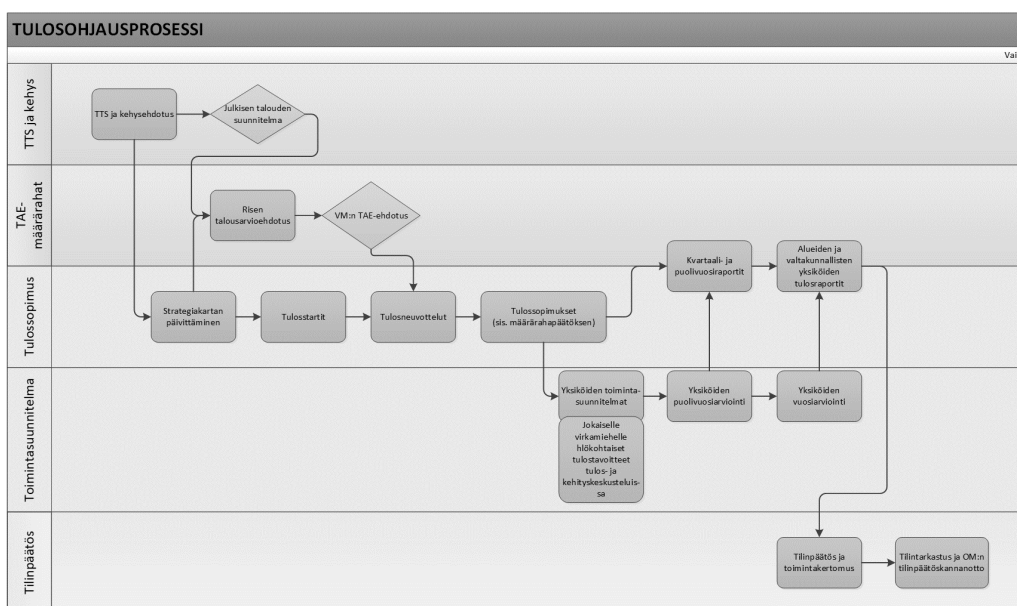 TULOSOHJAUSPROSESSI
Vai
TTS ja kehys
TTS ja kehysehdotus
Julkisen talouden
suunnitelma
TAE-
määrärahat
Risen
talousarvioehdotus
VM:n TAE-ehdotus
Tulossopimus
Strategiakartan
päivittäminen
Tulosstartit
Tulosneuvottelut
Tulossopimukset
(sis. määrärahapäätöksen)
Kvartaali- ja
puolivuosiraportit
Alueiden ja
valtakunnallisten
yksiköiden
tulosraportit
Toimintasuunnitelma
Yksiköiden toiminta-
suunnitelmat
Jokaiselle
virkamiehelle
hlökohtaiset
tulostavoitteet
tulos- ja
kehityskeskusteluis-
sa
Yksiköiden
puolivuosiarviointi
Yksiköiden
vuosiarviointi
Tilinpäätös
Tilinpäätös ja
toimintakertomus
Tilintarkastus ja OM:n
tilinpäätöskannanotto